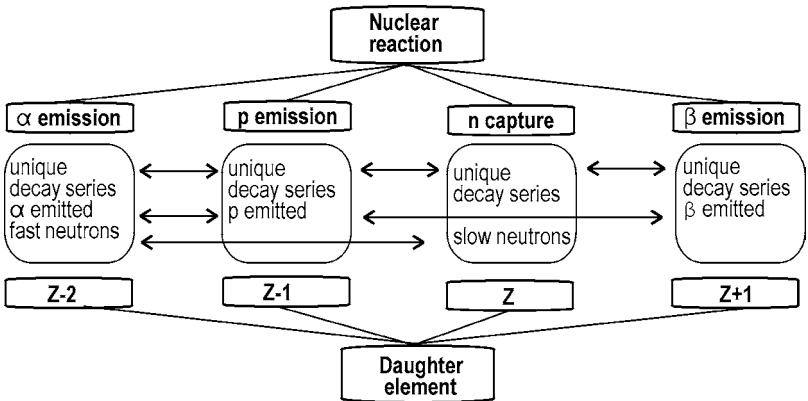 Nuclear
reaction
α emission
p emission
n capture
β emission
unique
decay series
α emitted
fast neutrons
unique
decay series
p emitted
unique
decay series
slow neutrons
unique
decay series
β emitted
Z-2
Z-1
Z
Z+1
Daughter
element